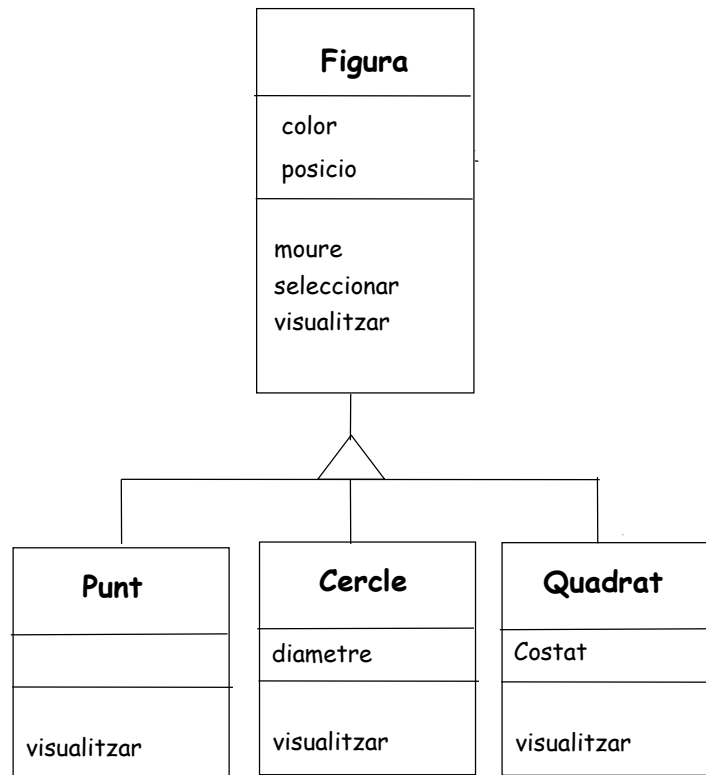 Figura
color
posicio
moure
seleccionar
visualitzar
Punt
visualitzar
Cercle
diametre
visualitzar
Quadrat
Costat
visualitzar